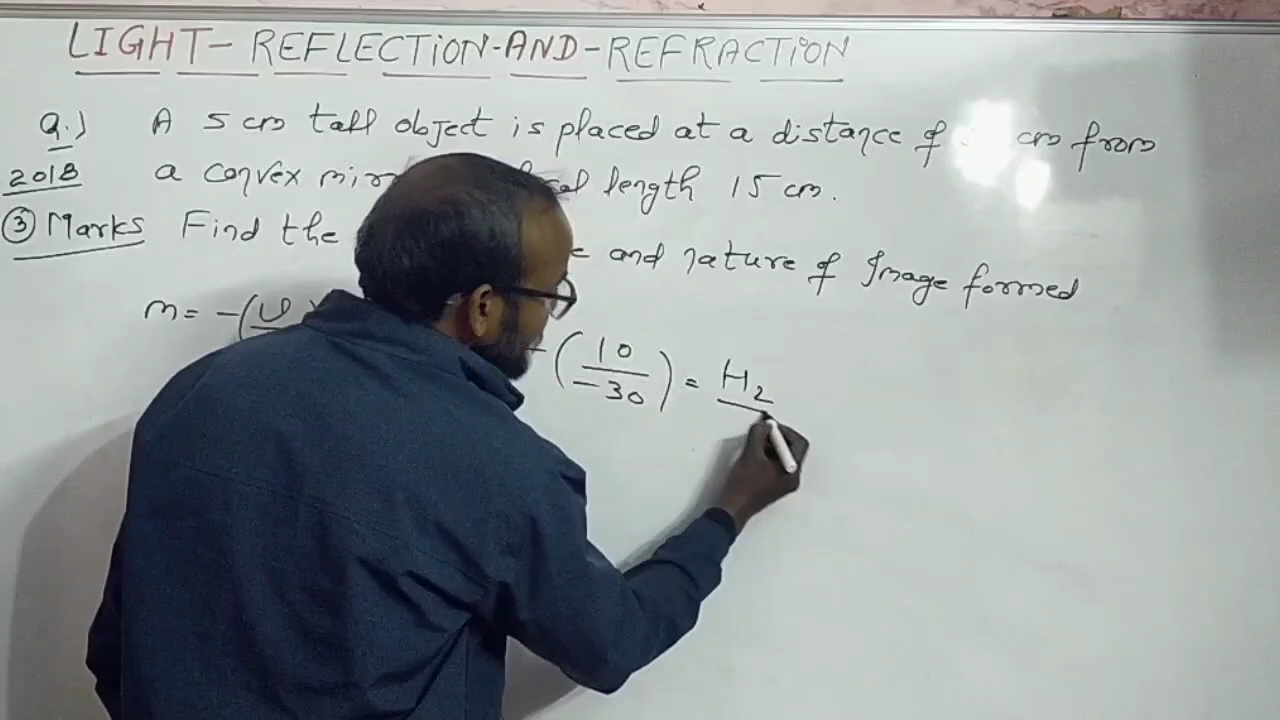 LIGHT-REFLECTION-AND-REFRACTION
Q.) A 5 cm tall object is placed at a distance of cm from
2018 a convex length 15 cm.
③ Marks Find the and nature of Image formed
m = -(
-(10/-30) = H₂